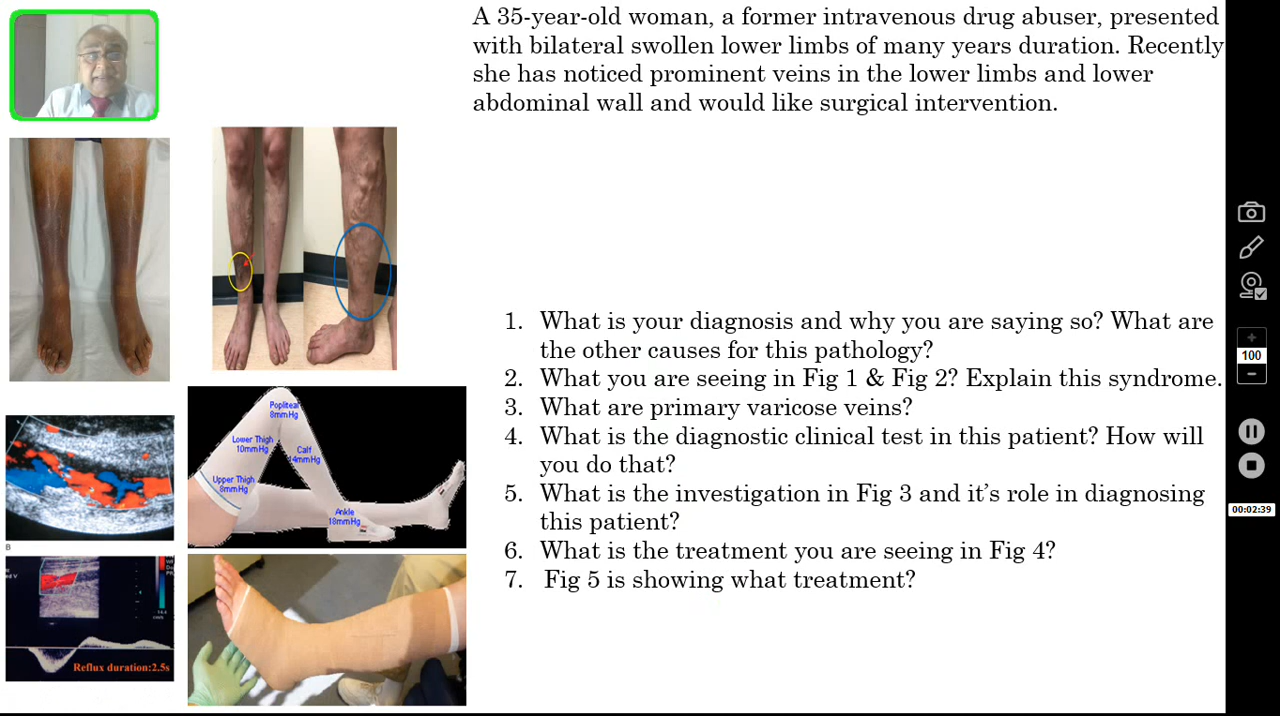 A 35-year-old woman, a former intravenous drug abuser, presented
with bilateral swollen lower limbs of many years duration. Recently
she has noticed prominent veins in the lower limbs and lower
abdominal wall and would like surgical intervention.
1. What is your diagnosis and why you are saying so? What are
the other causes for this pathology?
2. What you are seeing in Fig 1 & Fig 2? Explain this syndrome.
3. What are primary varicose veins?
4. What is the diagnostic clinical test in this patient? How will
you do that?
5. What is the investigation in Fig 3 and it's role in diagnosing
this patient?
6. What is the treatment you are seeing in Fig 4?
7. Fig 5 is showing what treatment?
Popliteal
8mmHg
Lower Thigh
10mmHg
Calf
14mmHg
Upper Thigh
8mmHg
Ankle
18mmHg
B
Reflux duration:2.5s
100
00:02:39